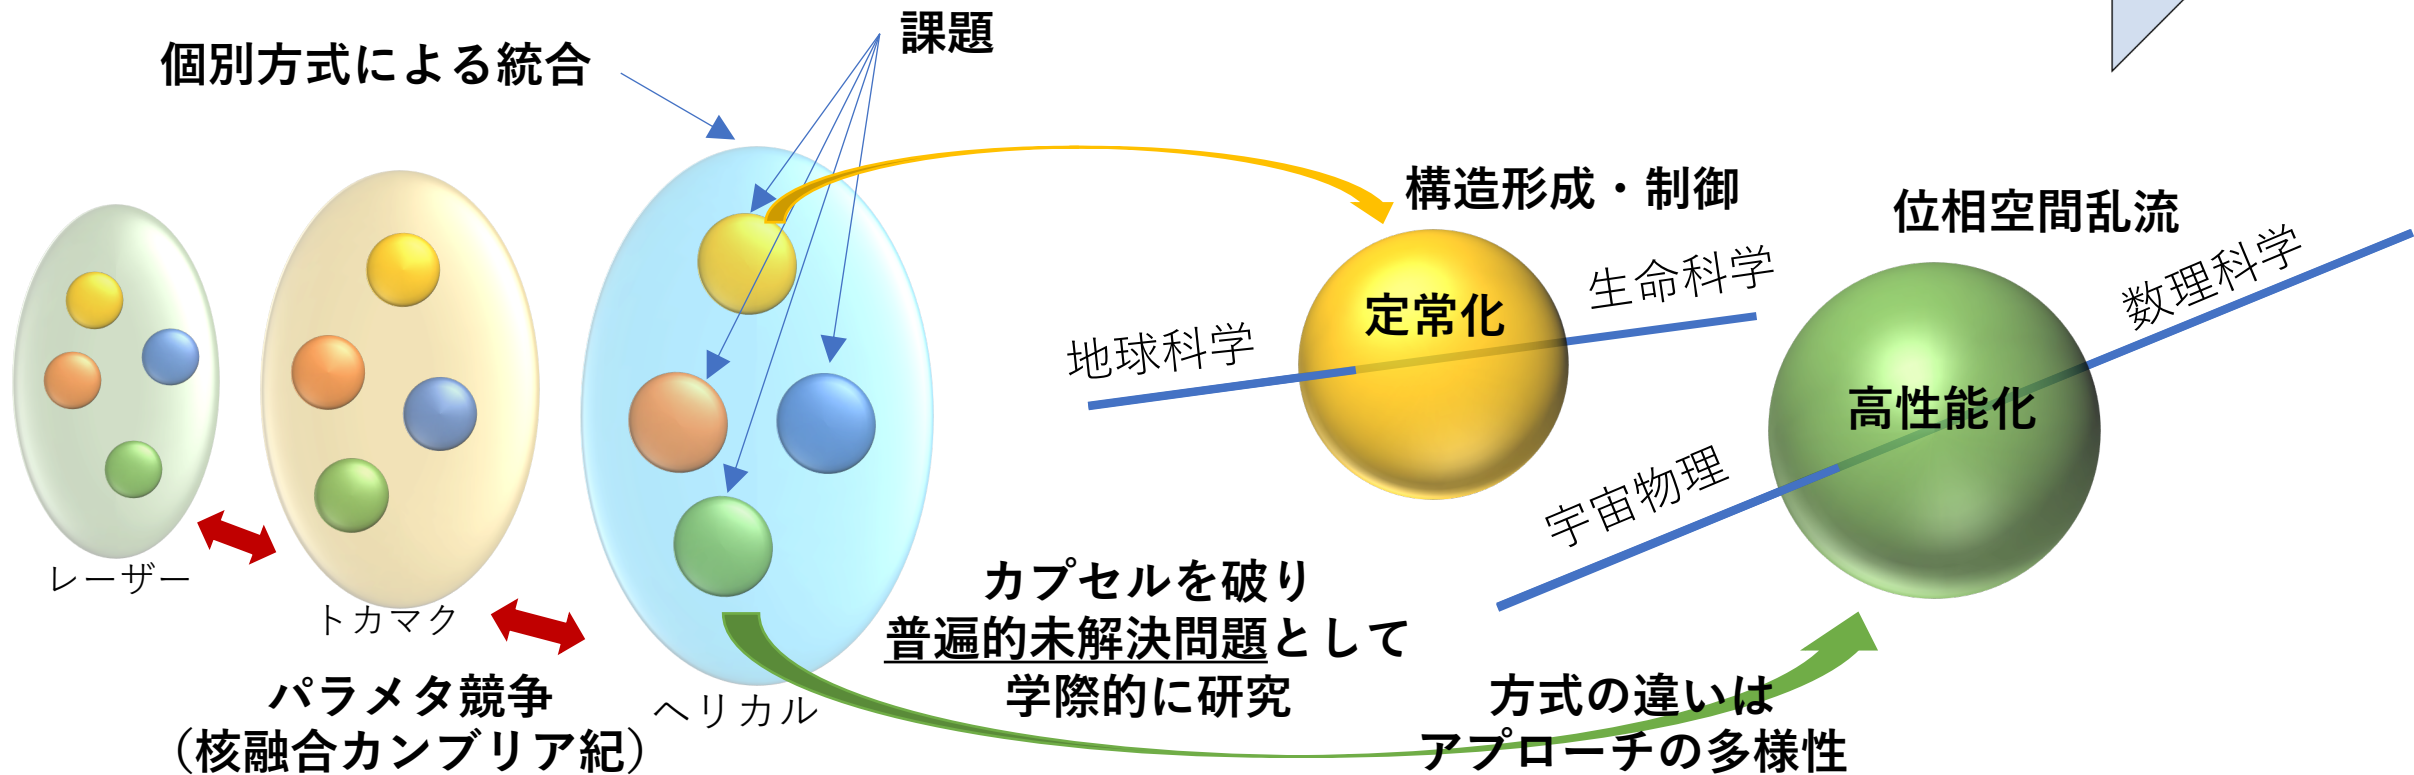 課題
個別方式による統合
構造形成・制御
位相空間乱流
定常化
生命科学
地球科学
数理科学
高性能化
宇宙物理
レーザー
トカマク
ヘリカル
カプセルを破り
普遍的未解決問題として
学際的に研究
パラメタ競争
（核融合カンブリア紀）
方式の違いは
アプローチの多様性